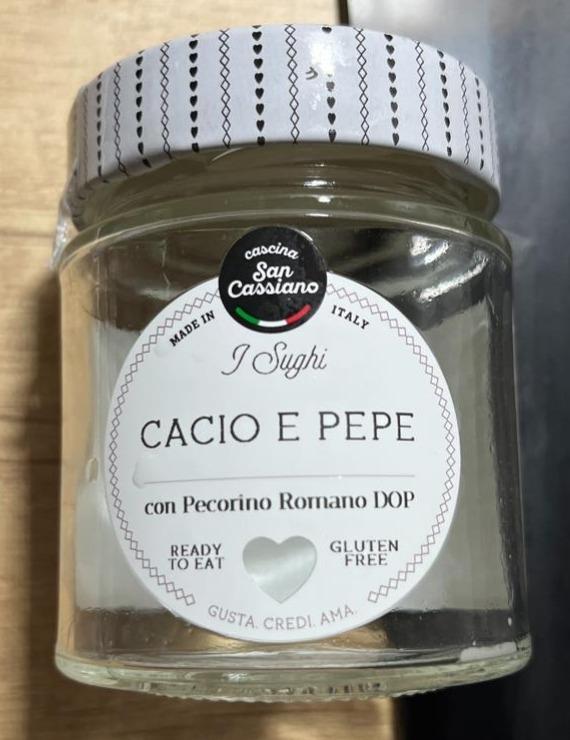 cascina
San
Cassiano
MADE IN ITALY
I Sughi
CACIO E PEPE
con Pecorino Romano DOP
READY
TO EAT
GLUTEN
FREE
GUSTA. CREDI. AMA.